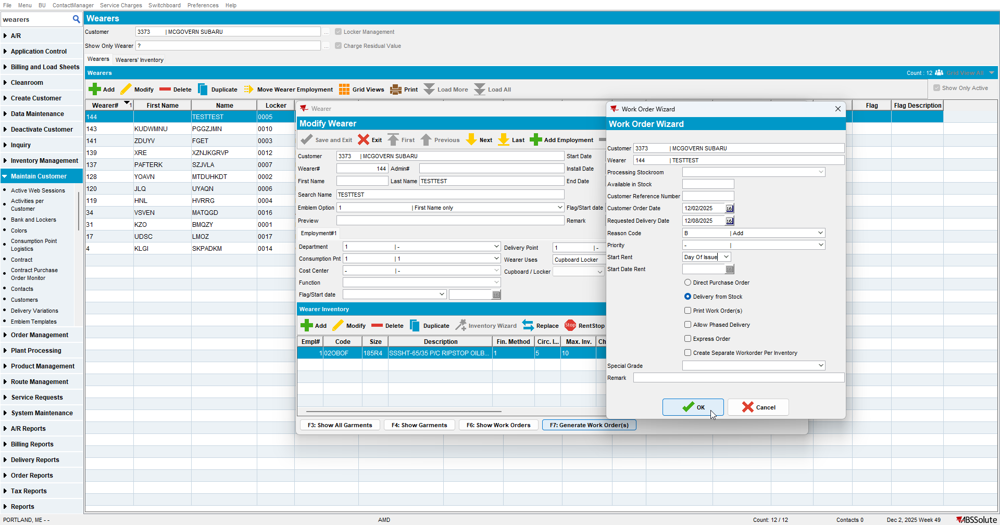 File Menu BU ContactManager Service Charges Switchboard Preferences Help
wearers
A/R
Application Control
Billing and Load Sheets
Cleanroom
Create Customer
Data Maintenance
Deactivate Customer
Inquiry
Inventory Management
Maintain Customer
Active Web Sessions
Activities per
Customer
Bank and Lockers
Colors
Consumption Point
Logistics
Contract
Contract Purchase
Order Monitor
Contacts
Customers
Delivery Variations
Emblem Templates
Order Management
Plant Processing
Product Management
Route Management
Service Requests
System Maintenance
A/R Reports
Billing Reports
Delivery Reports
Order Reports
Tax Reports
Reports
Wearers
Customer 3373 | MCGOVERN SUBARU ... Locker Management
Show Only Wearer ? ... Charge Residual Value
Wearers Wearers' Inventory
Wearers Count : 12 Grid View All
Add Modify Delete Duplicate Move Wearer Employment Grid Views Print Load More Load All Show Only Active
Wearer# 1 First Name Name Locker Flag Flag Description
144 TESTTEST 0005
143 KUDWMNU PGGZJMN 0010
141 ZDUYV FGET 0003
139 XRE XZNJKGRVP 0012
137 PAFTERK SZJVLA 0007
128 YOAVN MTDUHKDT 0002
120 JLQ UYAQN 0006
119 HNL HVRRG 0004
34 VSVEN MATQGD 0016
31 KZO BMQZY 0001
17 UDSC LMOZ 0017
4 KLGI SKPADKM 0014
Wearer
Modify Wearer
Save and Exit Exit First Previous Next Last Add Employment
Customer 3373 | MCGOVERN SUBARU Start Date
Wearer# 144 Admin# Install Date
First Name Last Name TESTTEST End Date
Search Name TESTTEST
Emblem Option 1 | First Name only Flag/Start date
Preview Remark
Employment#1
Department 1 | - Delivery Point 1 | -
Consumption Pnt 1 | 1 Wearer Uses Cupboard Locker
Cost Center - | - Cupboard / Locker
Function
Flag/Start date 16
Wearer Inventory
Add Modify Delete Duplicate Inventory Wizard Replace Stop RentStop
Empl# Code Size Description Fin. Method Circ. I... Max. Inv. Ch
1 02OBOF 185R4 SSSHT-65/35 P/C RIPSTOP OILB... 1 5 10
F3: Show All Garments F4: Show Garments F6: Show Work Orders F7: Generate Work Order(s)
Work Order Wizard
Work Order Wizard
Customer 3373 | MCGOVERN SUBARU
Wearer 144 | TESTTEST
Processing Stockroom
Available in Stock
Customer Reference Number
Customer Order Date 12/02/2025 16
Requested Delivery Date 12/08/2025 16
Reason Code B | Add
Priority - |
Start Rent Day Of Issue
Start Date Rent 16
Direct Purchase Order
Delivery from Stock
Print Work Order(s)
Allow Phased Delivery
Express Order
Create Separate Workorder Per Inventory
Special Grade
Remark
OK Cancel
PORTLAND, ME - - AMD Count: 12 / 12 Contacts 0 Dec 2, 2025 Week 49 ABSSolute